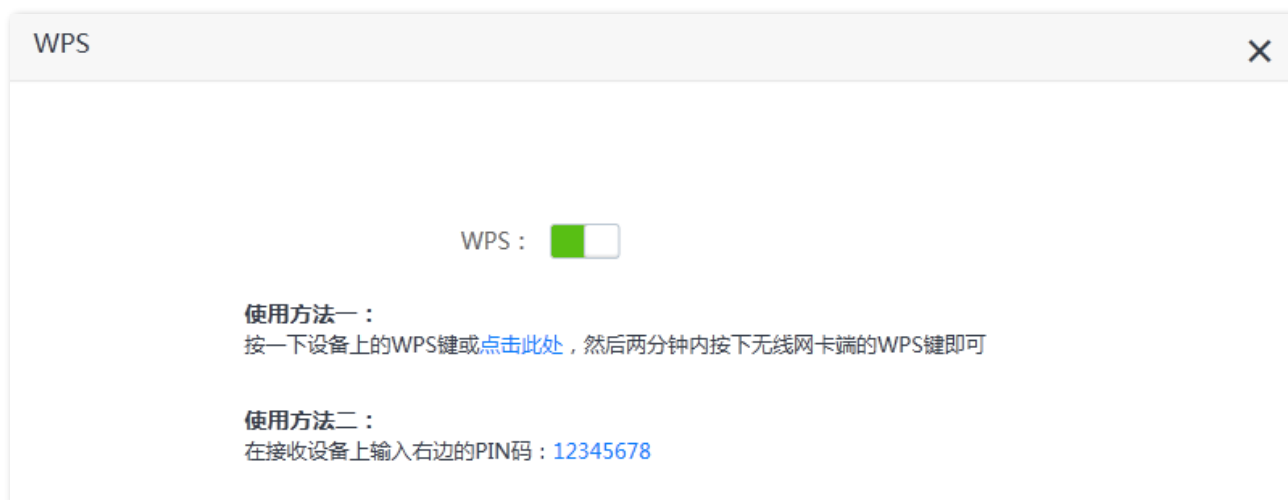 WPS
WPS：
使用方法一：
按一下设备上的WPS键或点击此处，然后两分钟内按下无线网卡端的WPS键即可
使用方法二：
在接收设备上输入右边的PIN码：12345678